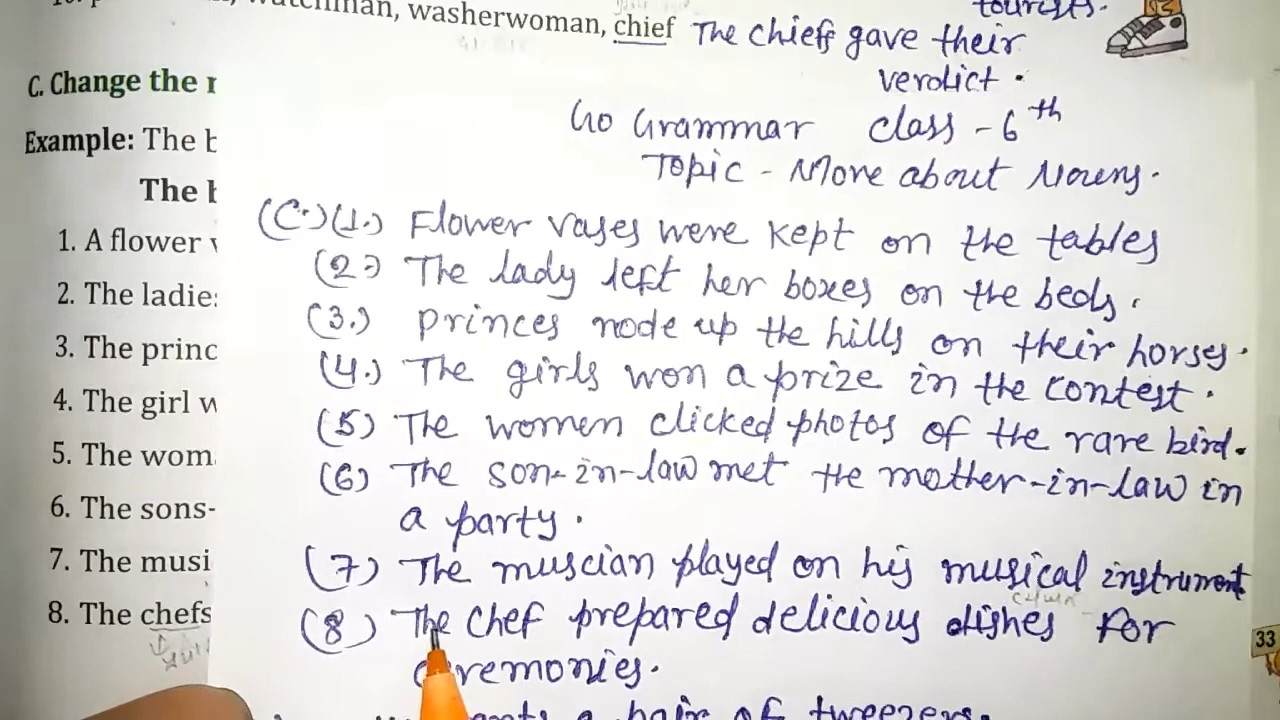 watchman, washerwoman, chief The chiefs gave their tourists.
verdict.
C. Change the
Go Grammar class - 6th
Example: The b
Topic - More about Nouns.
The b
(C.) (1.) Flower vases were kept on the tables
1. A flower v
(2.) The lady left her boxes on the beds.
2. The ladies
(3.) Princes rode up the hills on their horses.
3. The princ
(4.) The girls won a prize in the contest.
4. The girl w
(5) The women clicked photos of the rare bird.
5. The wom
(6) The son-in-law met the mother-in-law in
a party.
6. The sons-
(7) The muscian played on his musical instrument
7. The musi
(8) The chef prepared delicious dishes for
8. The chefs
ceremonies.
33
a pair of tweezers.